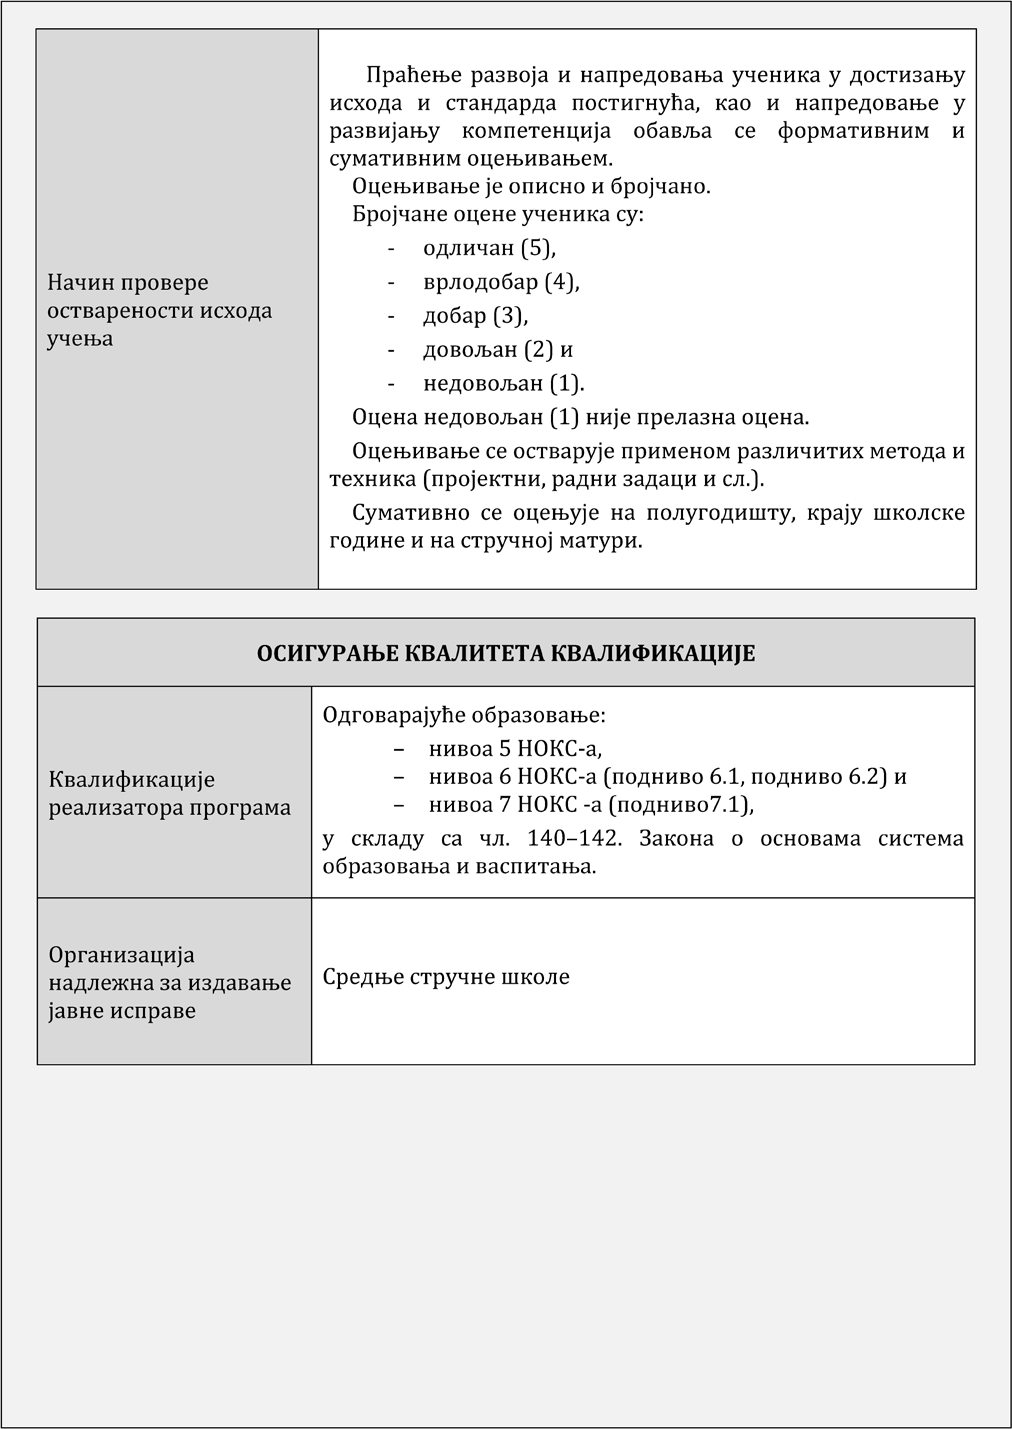 Начин провере
остварености исхода
учења
Праћење развоја и напредовања ученика у достизању
исхода и стандарда постигнућа, као и напредовање у
развијању компетенција обавља се формативним и
сумативним оцењивањем.
Оцењивање је описно и бројчано.
Бројчане оцене ученика су:
- одличан (5),
- врлодобар (4),
- добар (3),
- довољан (2) и
- недовољан (1).
Оцена недовољан (1) није прелазна оцена.
Оцењивање се остварује применом различитих метода и
техника (пројектни, радни задаци и сл.).
Сумативно се оцењује на полугодишту, крају школске
године и на стручној матури.
ОСИГУРАЊЕ КВАЛИТЕТА КВАЛИФИКАЦИЈЕ
Квалификације
реализатора програма
Одговарајуће образовање:
– нивоа 5 НОКС-а,
– нивоа 6 НОКС-а (подниво 6.1, подниво 6.2) и
– нивоа 7 НОКС -а (подниво7.1),
у складу са чл. 140–142. Закона о основама система
образовања и васпитања.
Организација
надлежна за издавање
јавне исправе
Средње стручне школе